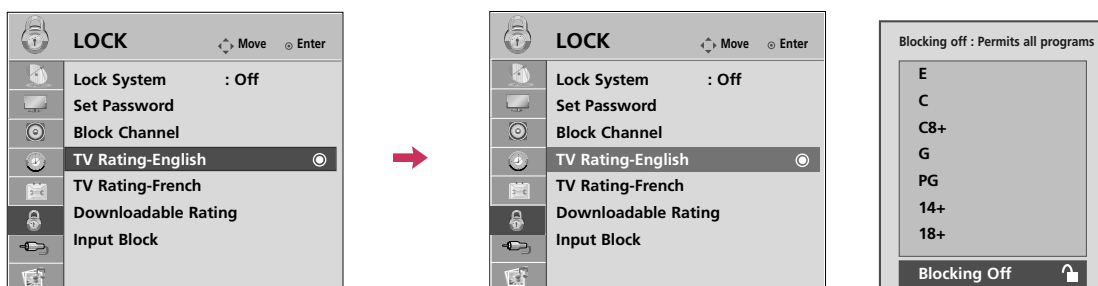 LOCK Move Enter
Lock System : Off
Set Password
Block Channel
TV Rating-English
TV Rating-French
Downloadable Rating
Input Block
LOCK Move Enter
Lock System : Off
Set Password
Block Channel
TV Rating-English
TV Rating-French
Downloadable Rating
Input Block
Blocking off : Permits all programs
E
C
C8+
G
PG
14+
18+
Blocking Off